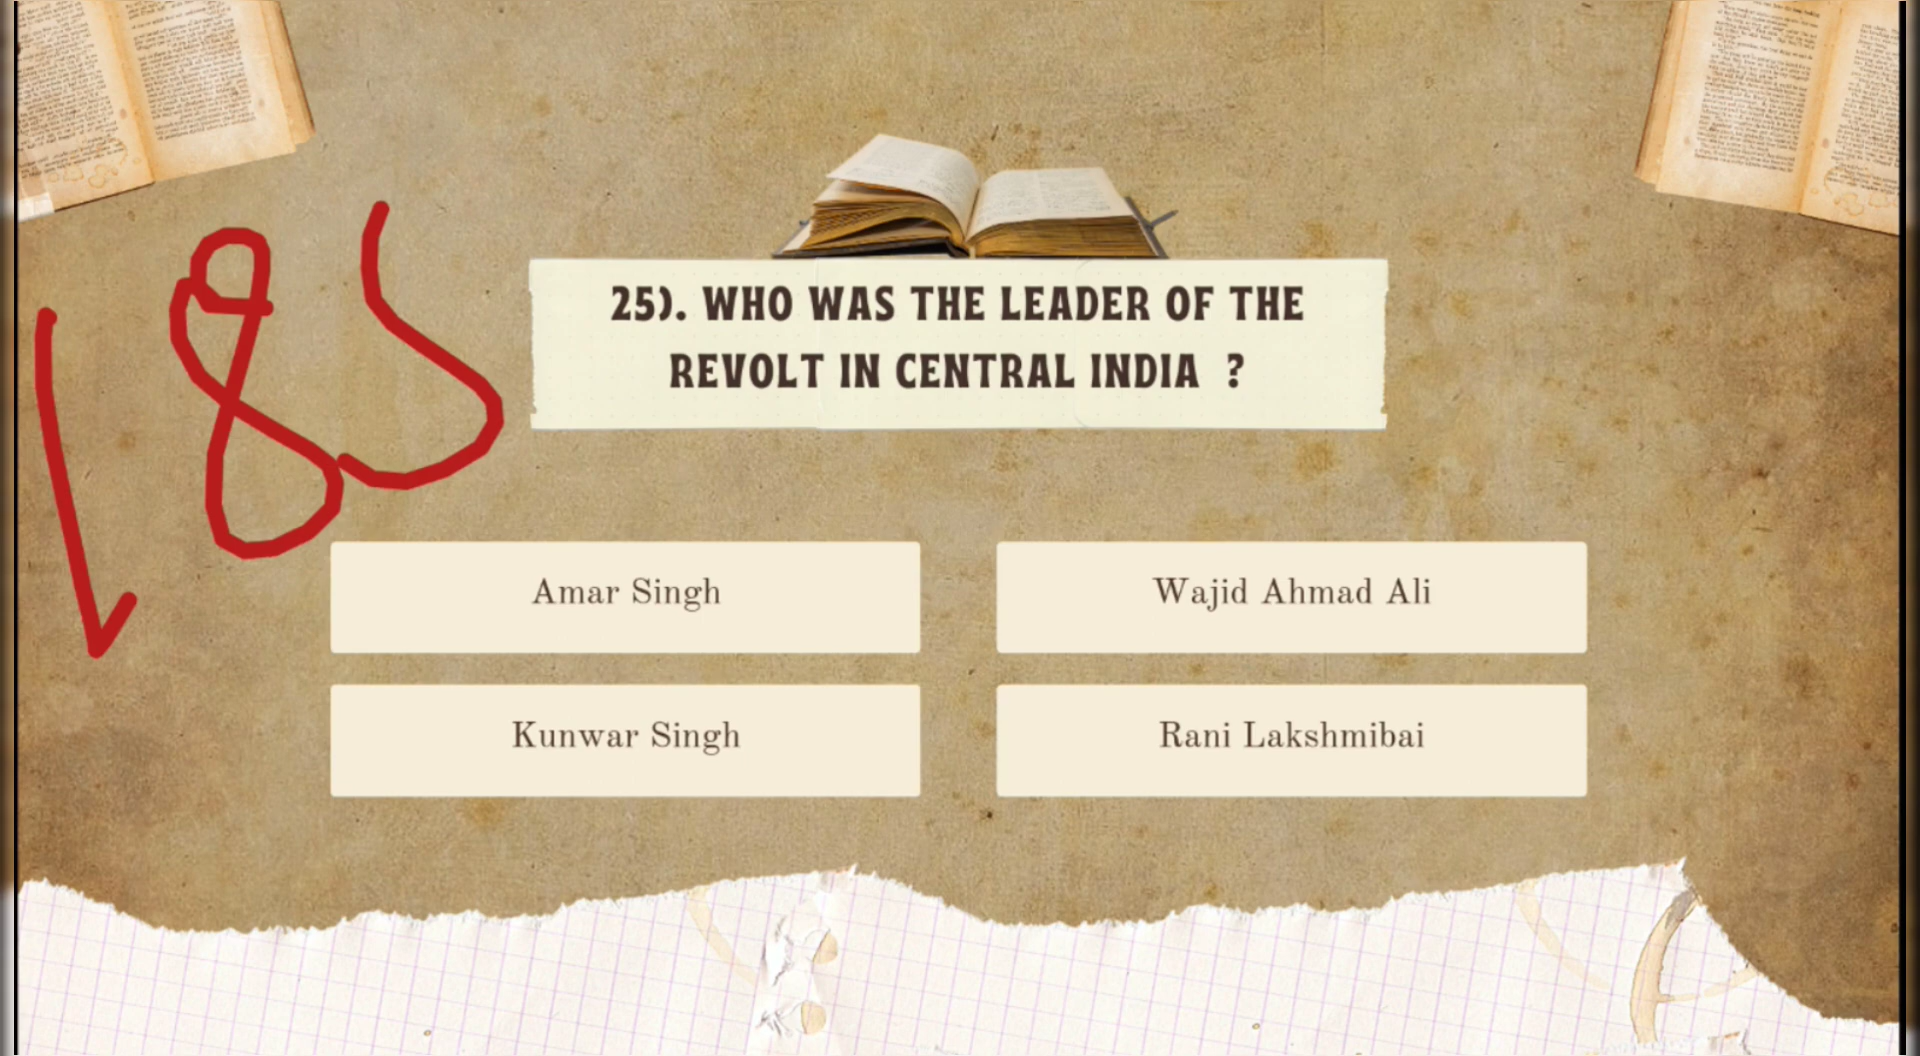 25). WHO WAS THE LEADER OF THE
REVOLT IN CENTRAL INDIA ?
185
Amar Singh
Wajid Ahmad Ali
Kunwar Singh
Rani Lakshmibai